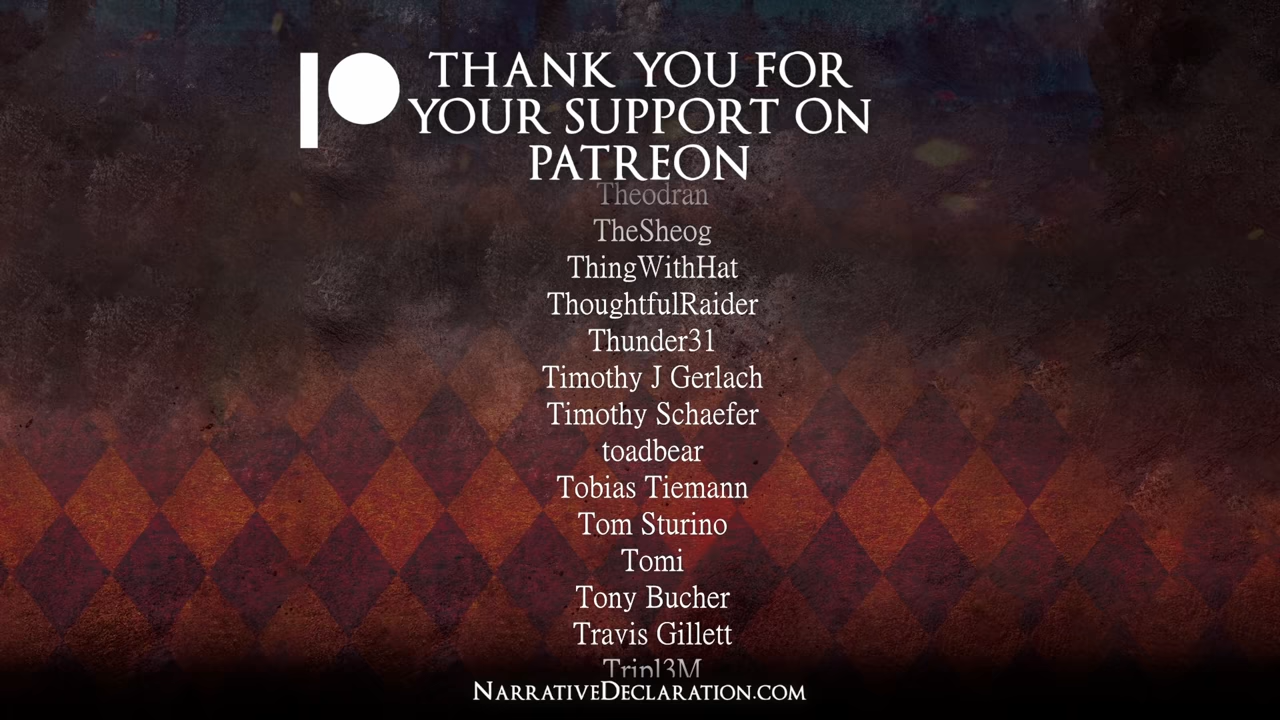 THANK YOU FOR
YOUR SUPPORT ON
PATREON
Theodran
TheSheog
ThingWithHat
ThoughtfulRaider
Thunder31
Timothy J Gerlach
Timothy Schaefer
toadbear
Tobias Tiemann
Tom Sturino
Tomi
Tony Bucher
Travis Gillett
Tripl3M
NARRATIVEDECLARATION.COM